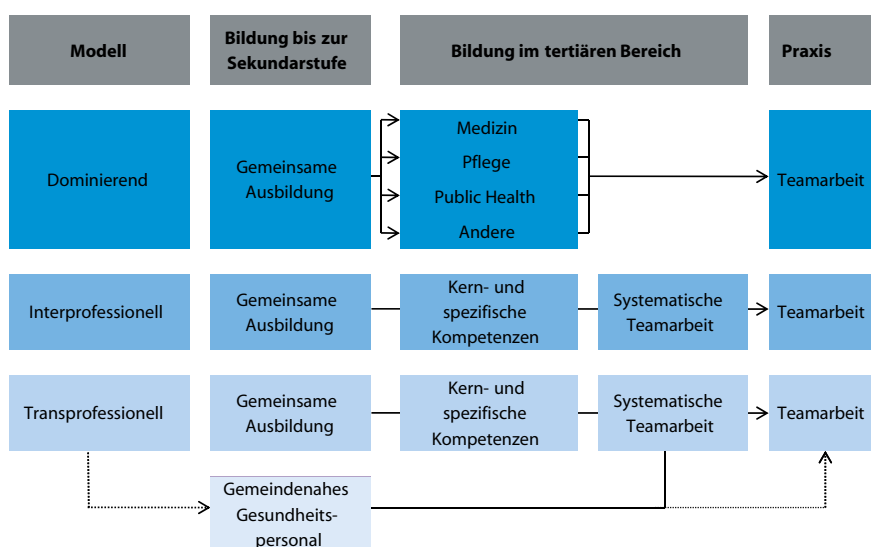 Modell
Bildung bis zur
Sekundarstufe
Bildung im tertiären Bereich
Praxis
Dominierend
Gemeinsame
Ausbildung
Medizin
Pflege
Public Health
Andere
Teamarbeit
Interprofessionell
Gemeinsame
Ausbildung
Kern- und
spezifische
Kompetenzen
Systematische
Teamarbeit
Teamarbeit
Transprofessionell
Gemeinsame
Ausbildung
Kern- und
spezifische
Kompetenzen
Systematische
Teamarbeit
Teamarbeit
Gemeindenahes
Gesundheits-
personal